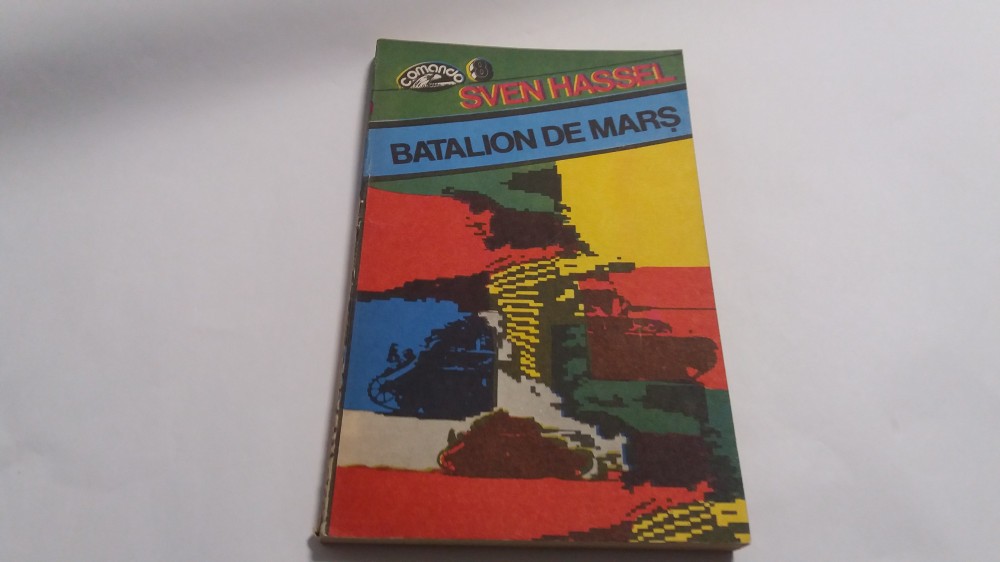 comando 8
SVEN HASSEL
BATALION DE MARȘ